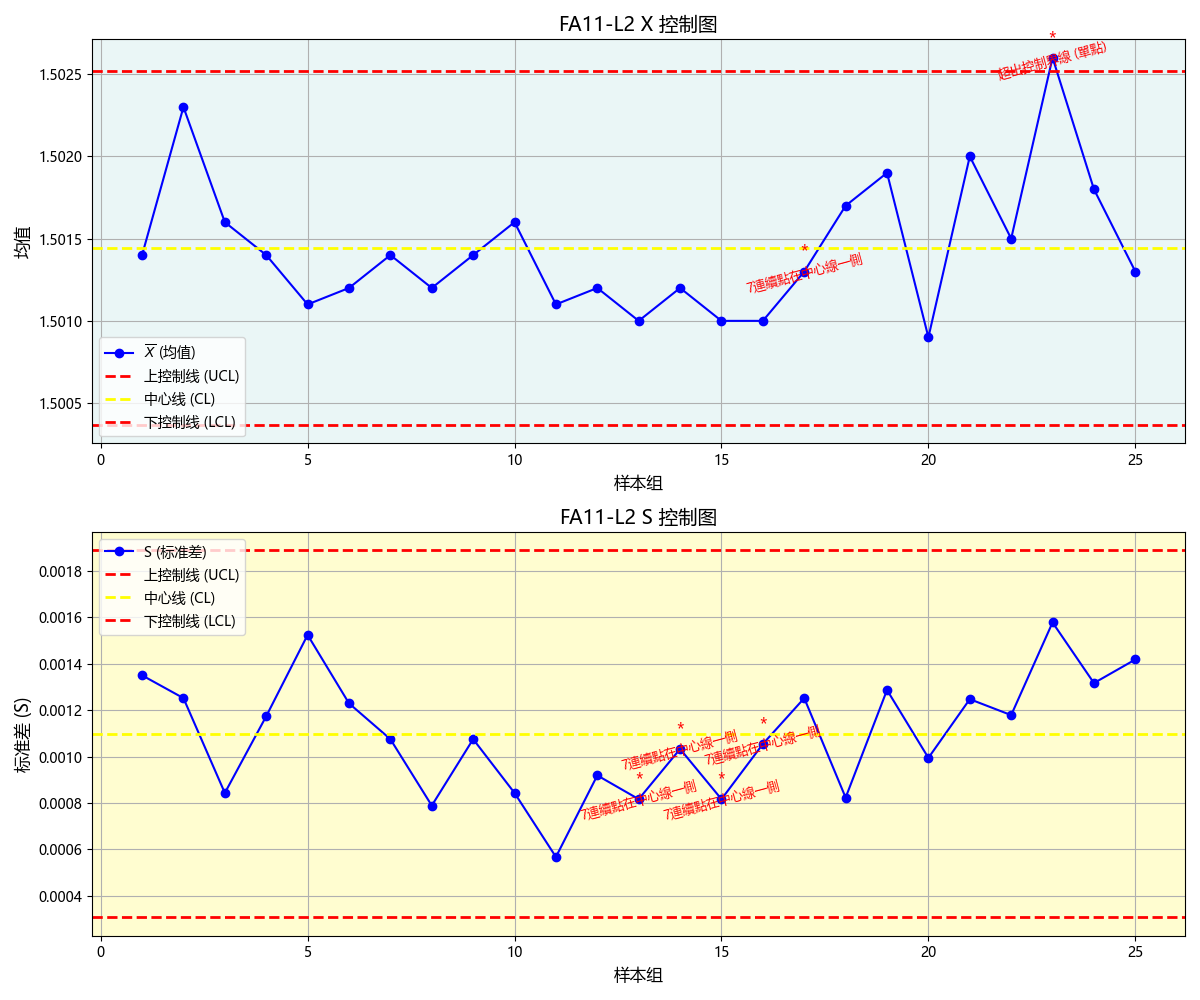 FA11-L2 X 控制图
*
超出控制界線 (單點)
1.5025
1.5020
1.5015
1.5010
1.5005
均值
*
7連續點在中心线一側
X (均值)
上控制线 (UCL)
中心线 (CL)
下控制线 (LCL)
0
5
10
15
20
25
样本组
FA11-L2 S 控制图
S (标准差)
上控制线 (UCL)
中心线 (CL)
下控制线 (LCL)
0.0018
0.0016
0.0014
0.0012
0.0010
0.0008
0.0006
0.0004
标准差 (S)
*
7連續點在中心线一側
*
7連續點在中心线一側
*
7連續點在中心线一側
*
7連續點在中心线一側
0
5
10
15
20
25
样本组